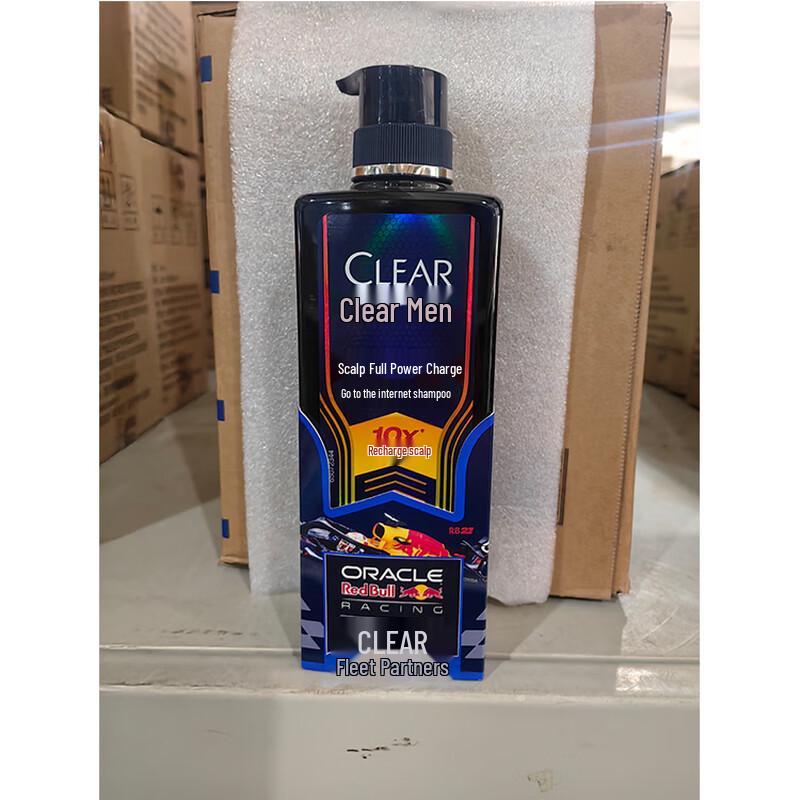 CLEAR
Clear Men
Scalp Full Power Charge
Go to the internet shampoo
10X*
Recharge scalp
65072344
RB21
ORACLE
Red Bull
RACING
CLEAR
Fleet Partners